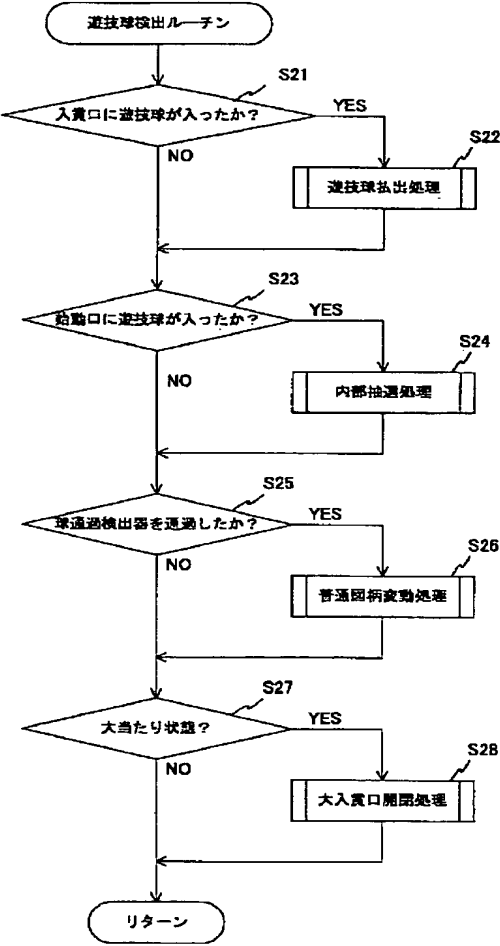 遊技球検出ルーチン
S21
入賞口に遊技球が入ったか?
YES
NO
S22
遊技球払出処理
S23
始動口に遊技球が入ったか?
YES
NO
S24
内部抽選処理
S25
球通過検出器を通過したか?
YES
NO
S26
普通図柄変動処理
S27
大当たり状態?
YES
NO
S28
大入賞口開閉処理
リターン